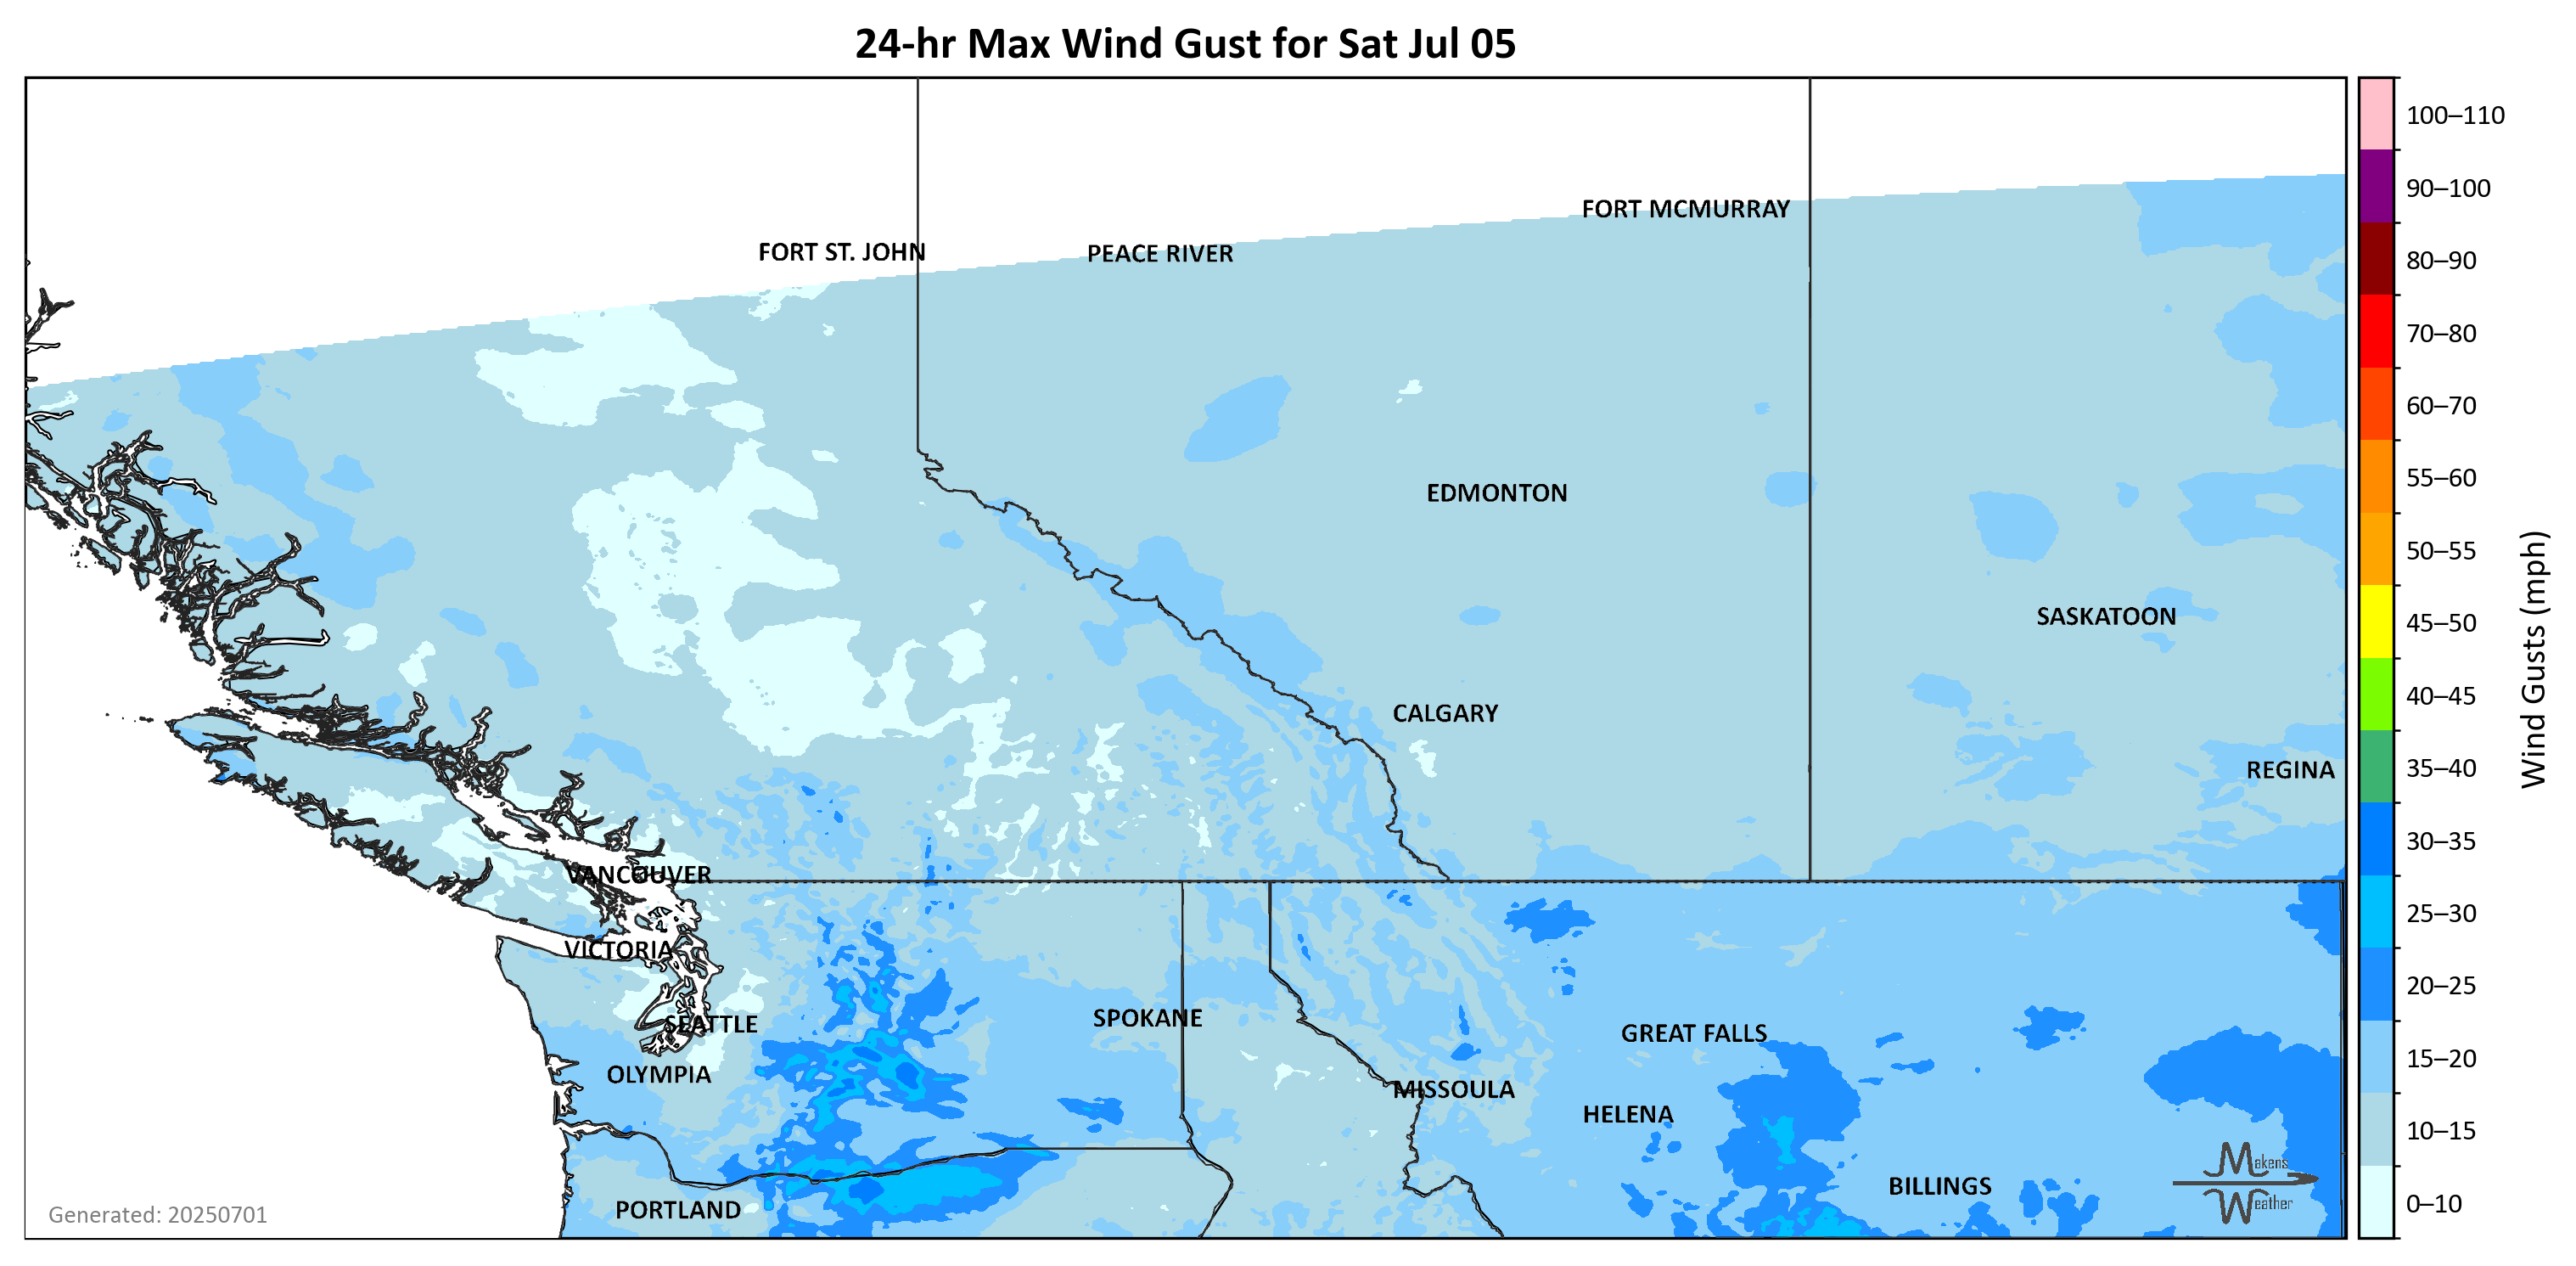 24-hr Max Wind Gust for Sat Jul 05
100–110
90–100
80–90
70–80
60–70
55–60
50–55
45–50
40–45
35–40
30–35
25–30
20–25
15–20
10–15
0–10
Wind Gusts (mph)
FORT MCMURRAY
FORT ST. JOHN
PEACE RIVER
EDMONTON
SASKATOON
CALGARY
REGINA
VANCOUVER
VICTORIA
SEATTLE
SPOKANE
GREAT FALLS
OLYMPIA
MISSOULA
HELENA
BILLINGS
PORTLAND
Makens
Weather
Generated: 20250701